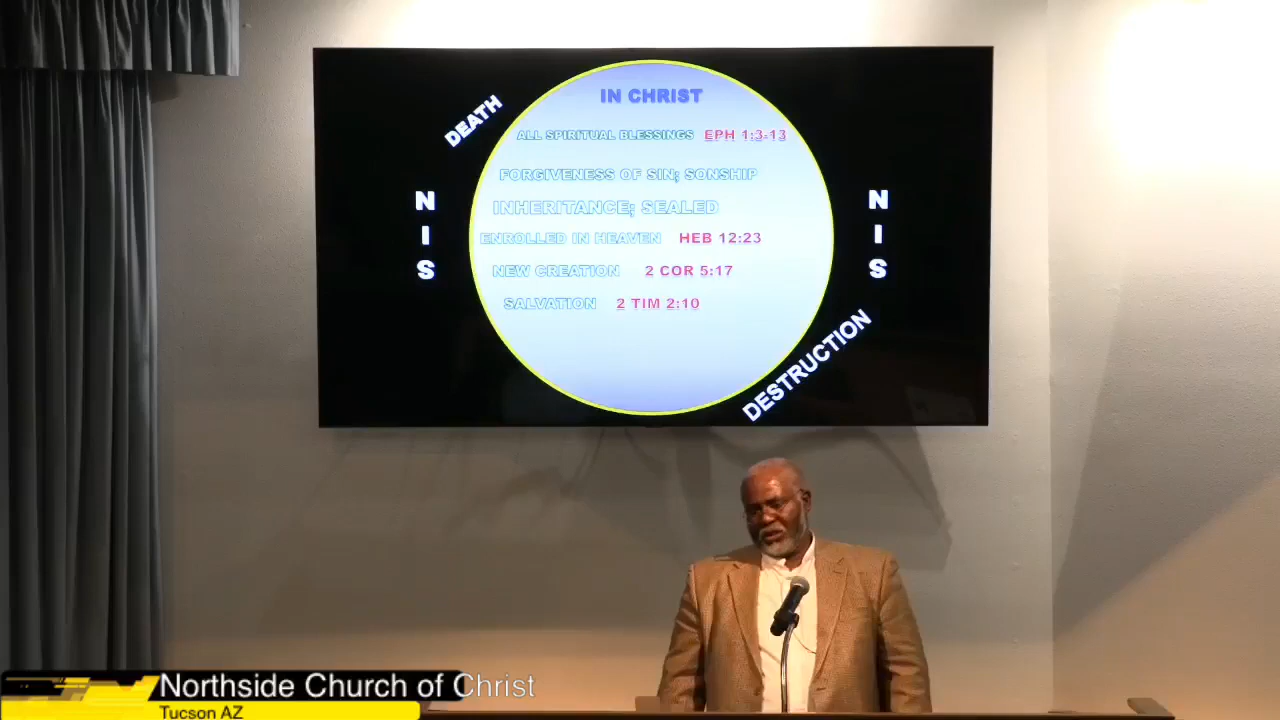 IN CHRIST
DEATH
ALL SPIRITUAL BLESSINGS EPH 1:3-13
FORGIVENESS OF SIN; SONSHIP
N
I
S
N
I
S
INHERITANCE; SEALED
ENROLLED IN HEAVEN HEB 12:23
NEW CREATION 2 COR 5:17
SALVATION 2 TIM 2:10
DESTRUCTION
Northside Church of Christ
Tucson AZ